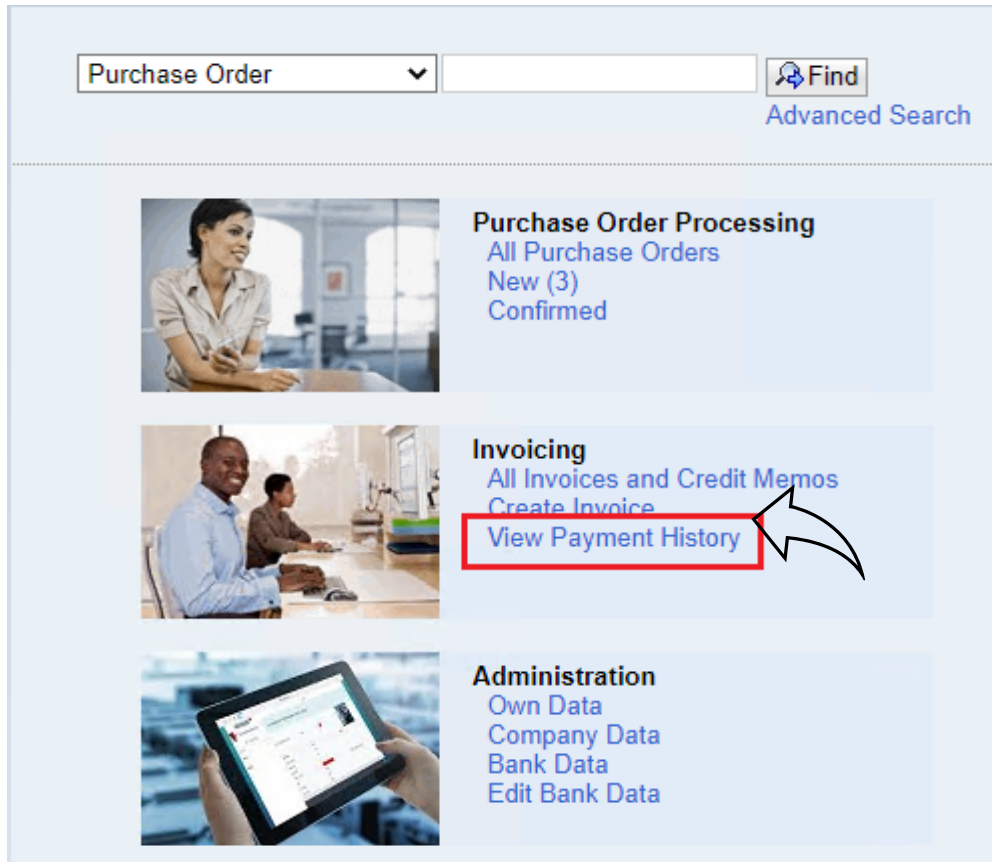 Purchase Order
Find
Advanced Search
Purchase Order Processing
All Purchase Orders
New (3)
Confirmed
Invoicing
All Invoices and Credit Memos
Create Invoice
View Payment History
Administration
Own Data
Company Data
Bank Data
Edit Bank Data